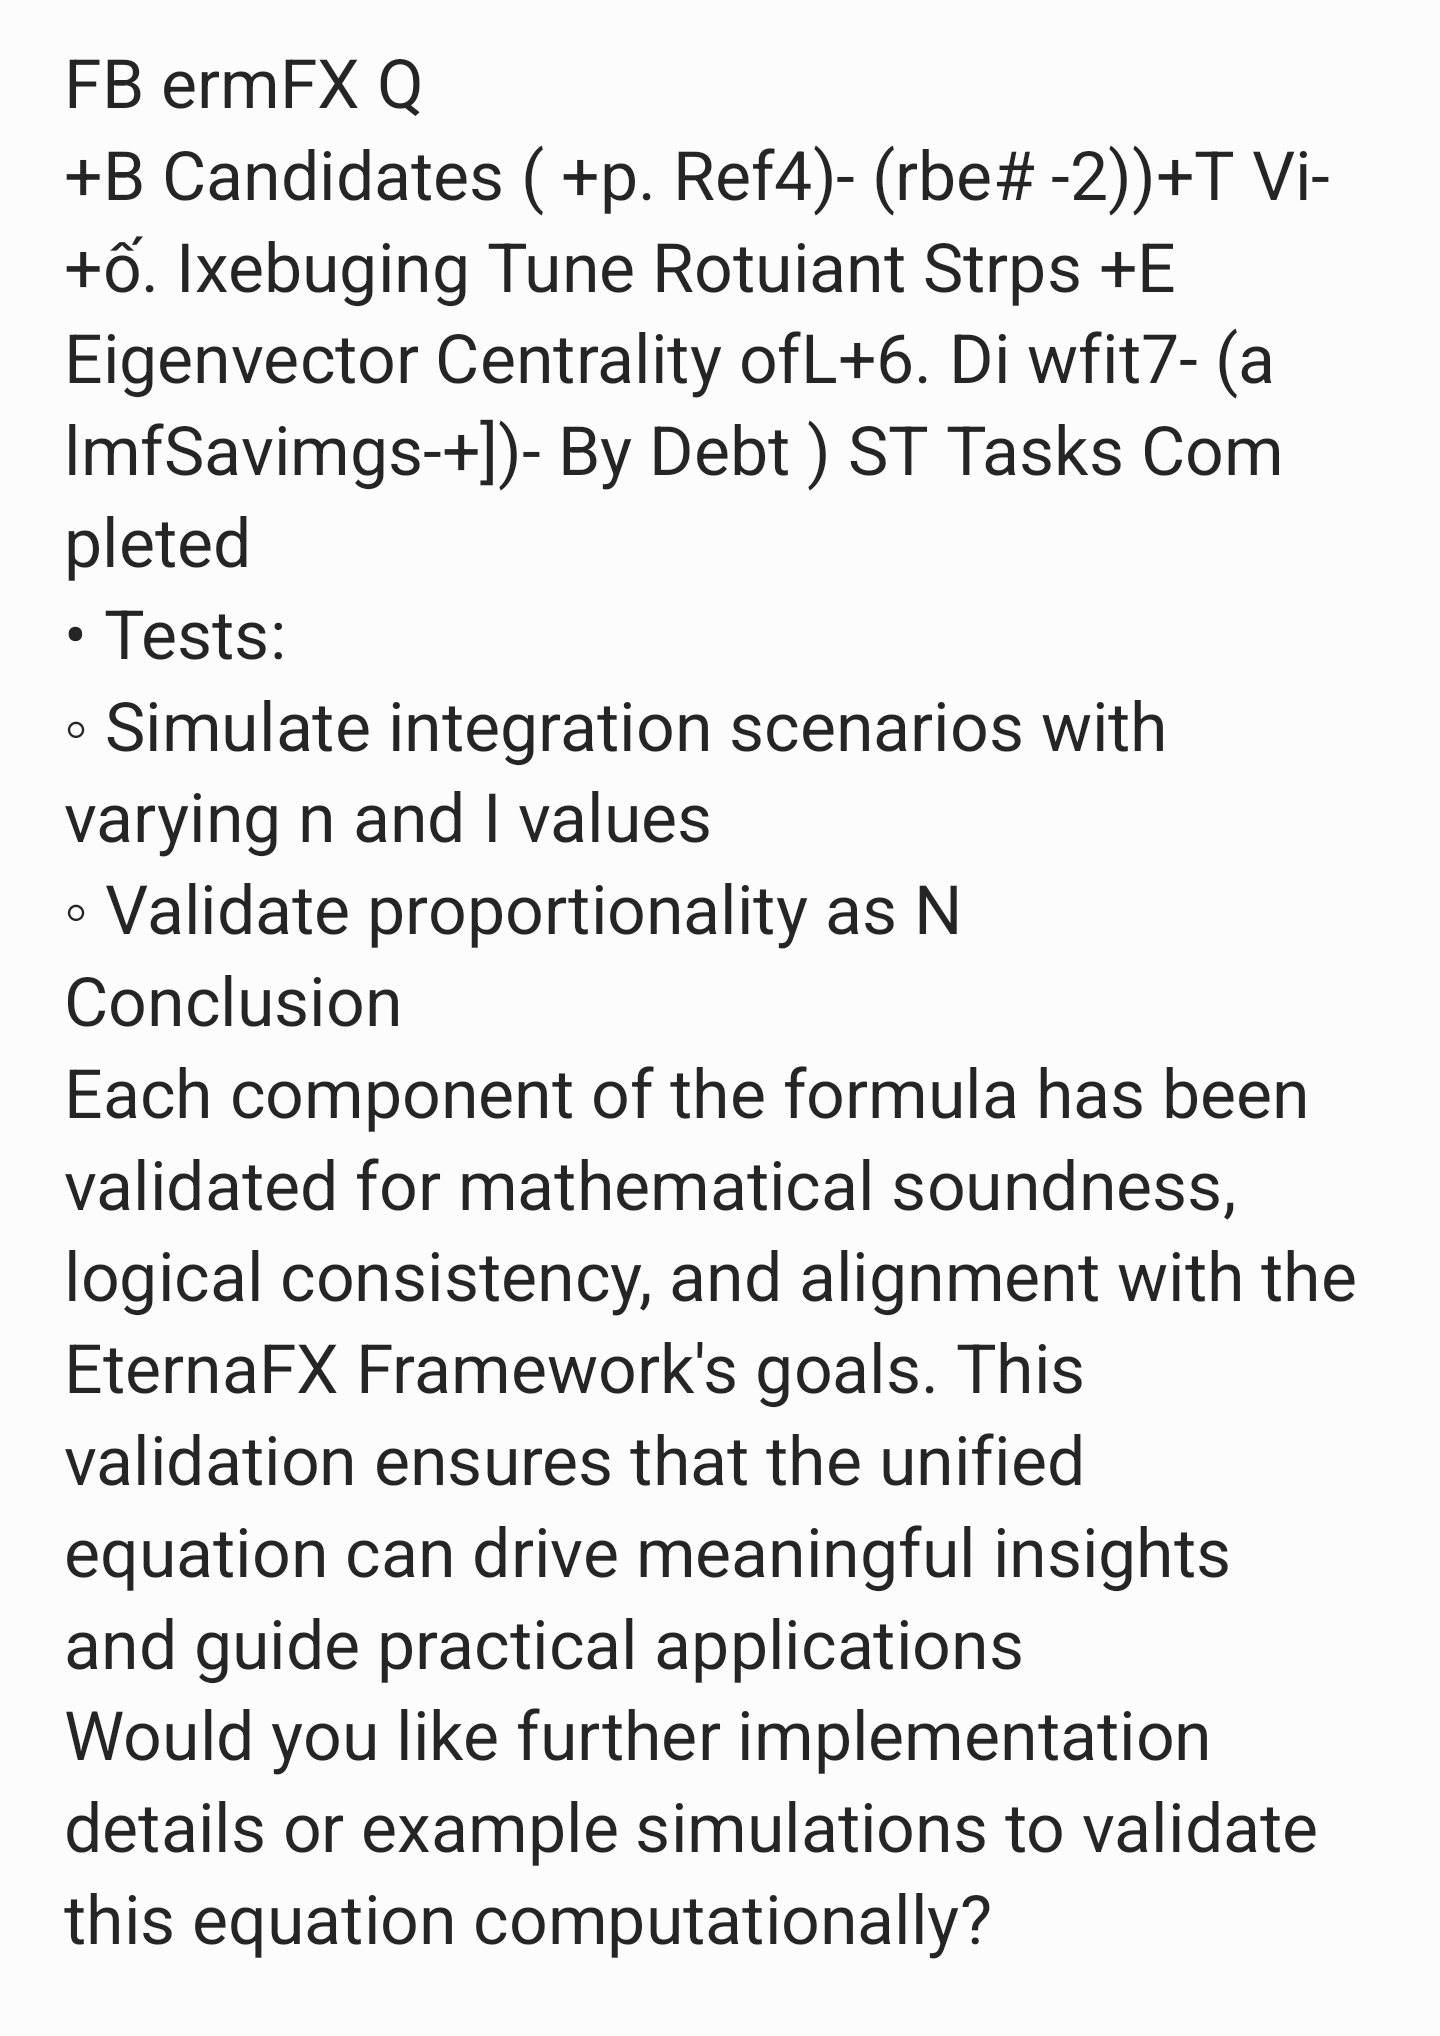 FB ermFX Q
+B Candidates ( +p. Ref4)- (rbe# -2))+T Vi-
+ố. Ixebuging Tune Rotuiant Strps +E
Eigenvector Centrality ofL+6. Di wfit7- (a
lmfSavimgs-+])- By Debt ) ST Tasks Com
pleted
• Tests:
◦ Simulate integration scenarios with
varying n and I values
◦ Validate proportionality as N
Conclusion
Each component of the formula has been
validated for mathematical soundness,
logical consistency, and alignment with the
EternaFX Framework's goals. This
validation ensures that the unified
equation can drive meaningful insights
and guide practical applications
Would you like further implementation
details or example simulations to validate
this equation computationally?